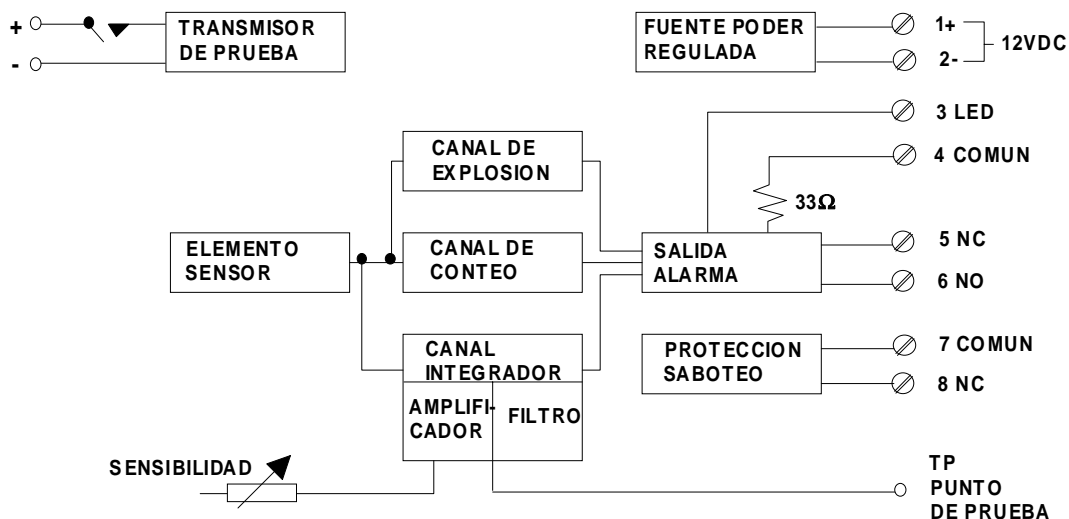 +
-
TRANSMISOR
DE PRUEBA
FUENTE PODER
REGULADA
1+
2-
12VDC
3 LED
4 COMUN
33Ω
CANAL DE
EXPLOSION
ELEMENTO
SENSOR
CANAL DE
CONTEO
SALIDA
ALARMA
5 NC
6 NO
CANAL
INTEGRADOR
AMPLIFI-
CADOR
FILTRO
PROTECCION
SABOTEO
7 COMUN
8 NC
SENSIBILIDAD
TP
PUNTO
DE PRUEBA